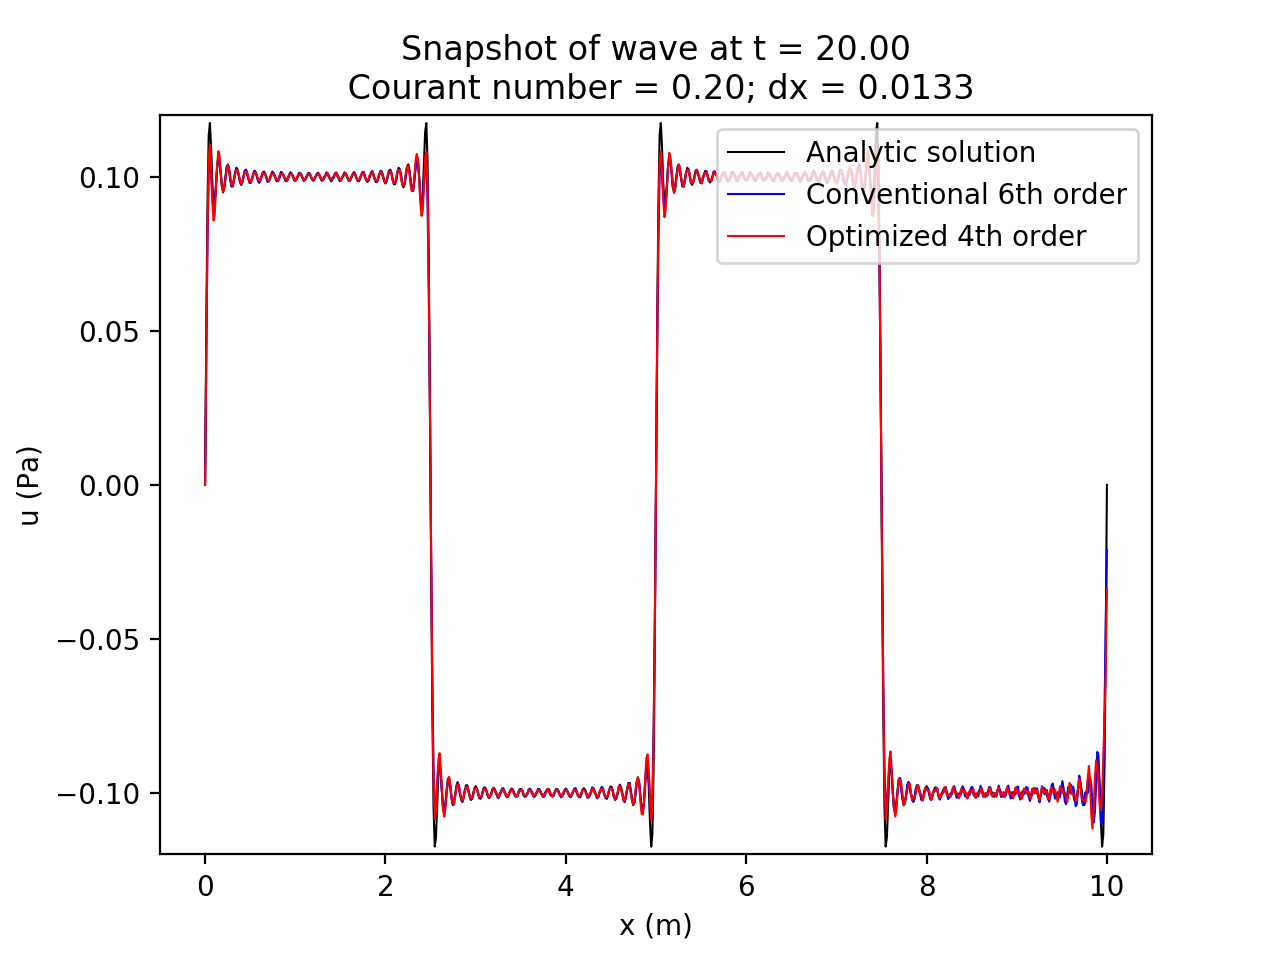 Snapshot of wave at t = 20.00
Courant number = 0.20; dx = 0.0133
Analytic solution
Conventional 6th order
Optimized 4th order
0.10
0.05
0.00
−0.05
−0.10
u (Pa)
0 2 4 6 8 10
x (m)